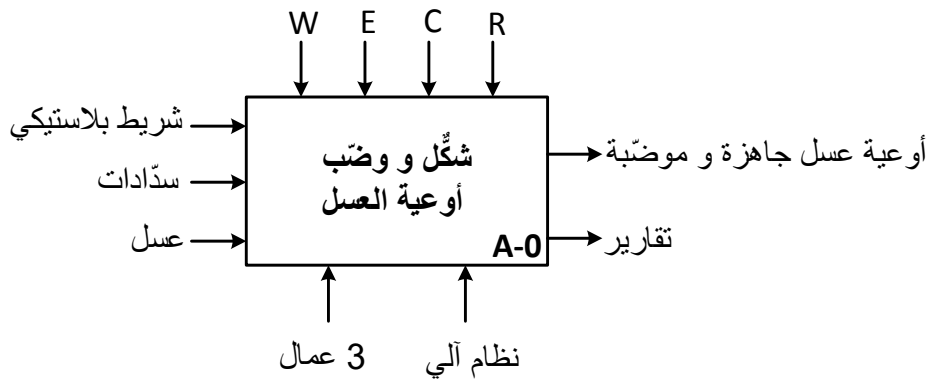 W E C R
شريط بلاستيكي
سدّادات
عسل
شكٌّل و وضّب
أوعية العسل
A-0
أوعية عسل جاهزة و موضّبة
تقارير
3 عمال
نظام آلي